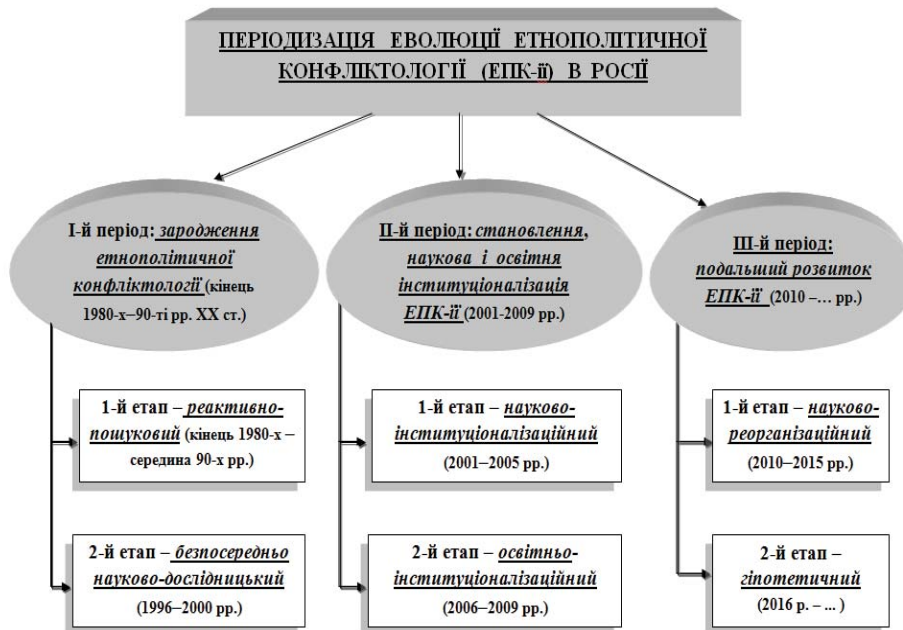 ПЕРІОДИЗАЦІЯ ЕВОЛЮЦІЇ ЕТНОПОЛІТИЧНОЇ
КОНФЛІКТОЛОГІЇ (ЕПК-ії) В РОСІЇ
І-й період: зародження
етнополітичної
конфліктології (кінець
1980-х–90-ті рр. ХХ ст.)
1-й етап – реактивно-
пошуковий (кінець 1980-х –
середина 90-х рр.)
2-й етап – безпосередньо
науково-дослідницький
(1996–2000 рр.)
ІІ-й період: становлення,
наукова і освітня
інституціоналізація
ЕПК-ії (2001-2009 рр.)
1-й етап – науково-
інституціоналізаційний
(2001–2005 рр.)
2-й етап – освітньо-
інституціоналізаційний
(2006–2009 рр.)
ІІІ-й період:
подальший розвиток
ЕПК-ії (2010 –... рр.)
1-й етап – науково-
реорганізаційний
(2010–2015 рр.)
2-й етап –
гіпотетичний
(2016 р. – ... )